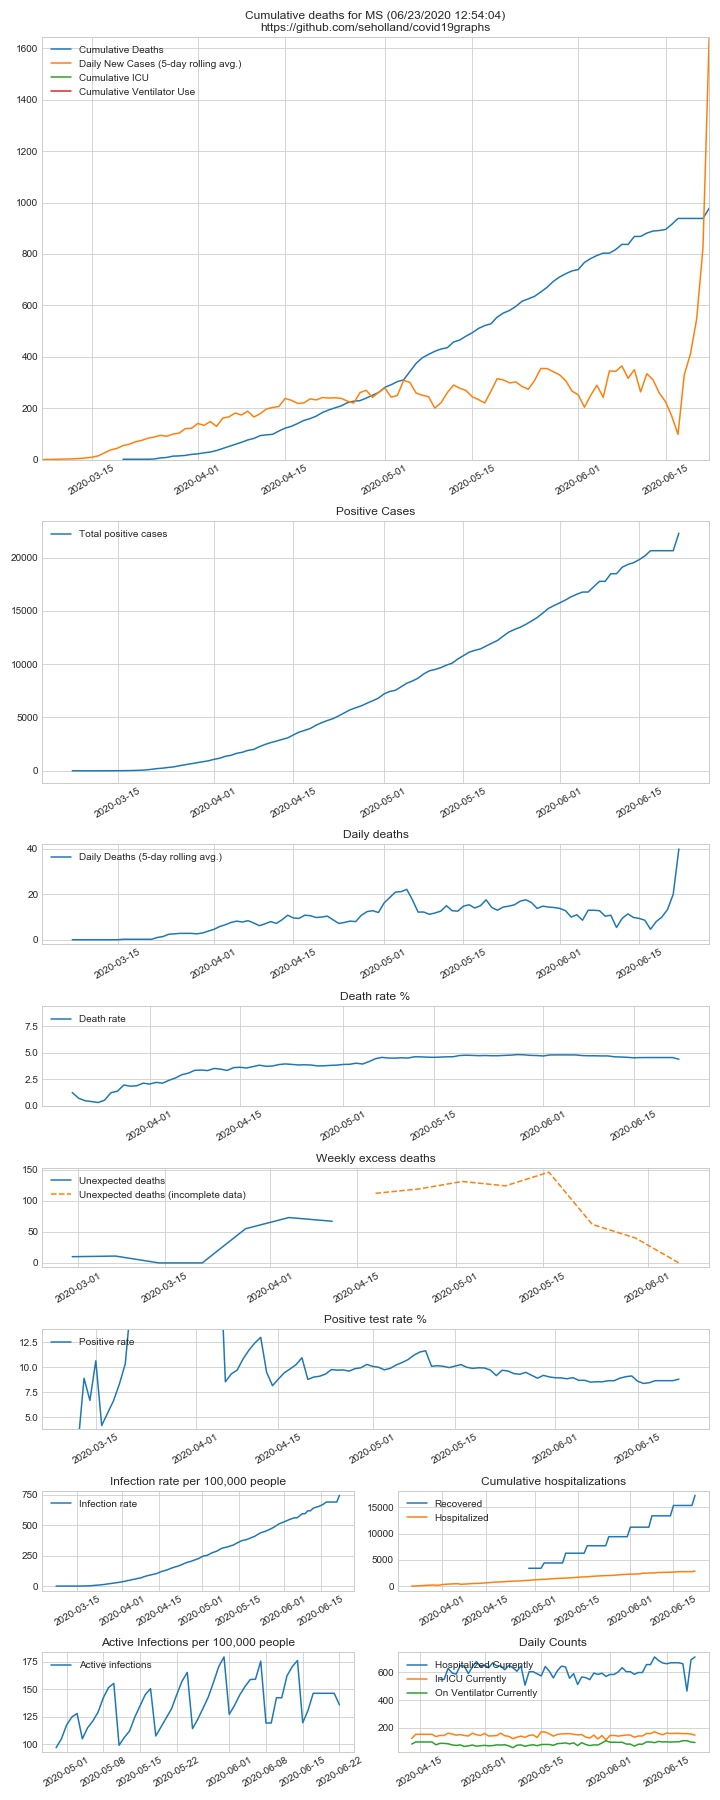 Cumulative deaths for MS (06/23/2020 12:54:04)
https://github.com/seholland/covid19graphs
Cumulative Deaths
Daily New Cases (5-day rolling avg.)
Cumulative ICU
Cumulative Ventilator Use
1600
1400
1200
1000
800
600
400
200
0
2020-03-15 2020-04-01 2020-04-15 2020-05-01 2020-05-15 2020-06-01 2020-06-15
Positive Cases
Total positive cases
20000
15000
10000
5000
0
2020-03-15 2020-04-01 2020-04-15 2020-05-01 2020-05-15 2020-06-01 2020-06-15
Daily deaths
Daily Deaths (5-day rolling avg.)
40
20
0
2020-03-15 2020-04-01 2020-04-15 2020-05-01 2020-05-15 2020-06-01 2020-06-15
Death rate %
Death rate
7.5
5.0
2.5
0.0
2020-04-01 2020-04-15 2020-05-01 2020-05-15 2020-06-01 2020-06-15
Weekly excess deaths
Unexpected deaths
Unexpected deaths (incomplete data)
150
100
50
0
2020-03-01 2020-03-15 2020-04-01 2020-04-15 2020-05-01 2020-05-15 2020-06-01
Positive test rate %
Positive rate
12.5
10.0
7.5
5.0
2020-03-15 2020-04-01 2020-04-15 2020-05-01 2020-05-15 2020-06-01 2020-06-15
Infection rate per 100,000 people
Infection rate
750
500
250
0
2020-03-15 2020-04-01 2020-04-15 2020-05-01 2020-05-15 2020-06-01 2020-06-15
Cumulative hospitalizations
Recovered
Hospitalized
15000
10000
5000
0
2020-04-01 2020-04-15 2020-05-01 2020-05-15 2020-06-01 2020-06-15
Active Infections per 100,000 people
Active infections
175
150
125
100
2020-05-01 2020-05-08 2020-05-15 2020-05-22 2020-06-01 2020-06-08 2020-06-15 2020-06-22
Daily Counts
Hospitalized Currently
In ICU Currently
On Ventilator Currently
600
400
200
2020-04-15 2020-05-01 2020-05-15 2020-06-01 2020-06-15